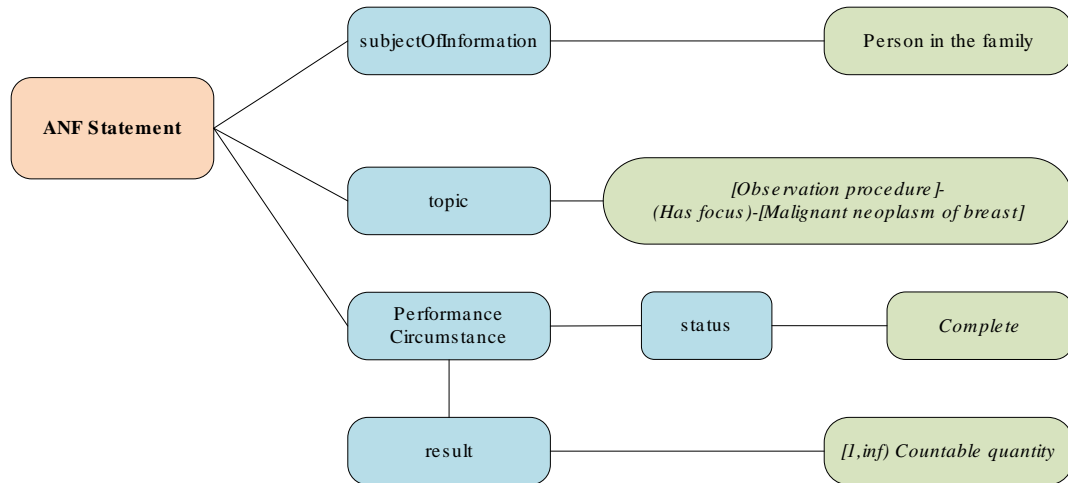 subjectOfInformation
Person in the family
ANF Statement
topic
[Observation procedure]-
(Has focus)-[Malignant neoplasm of breast]
Performance
Circumstance
status
Complete
result
[1,inf) Countable quantity